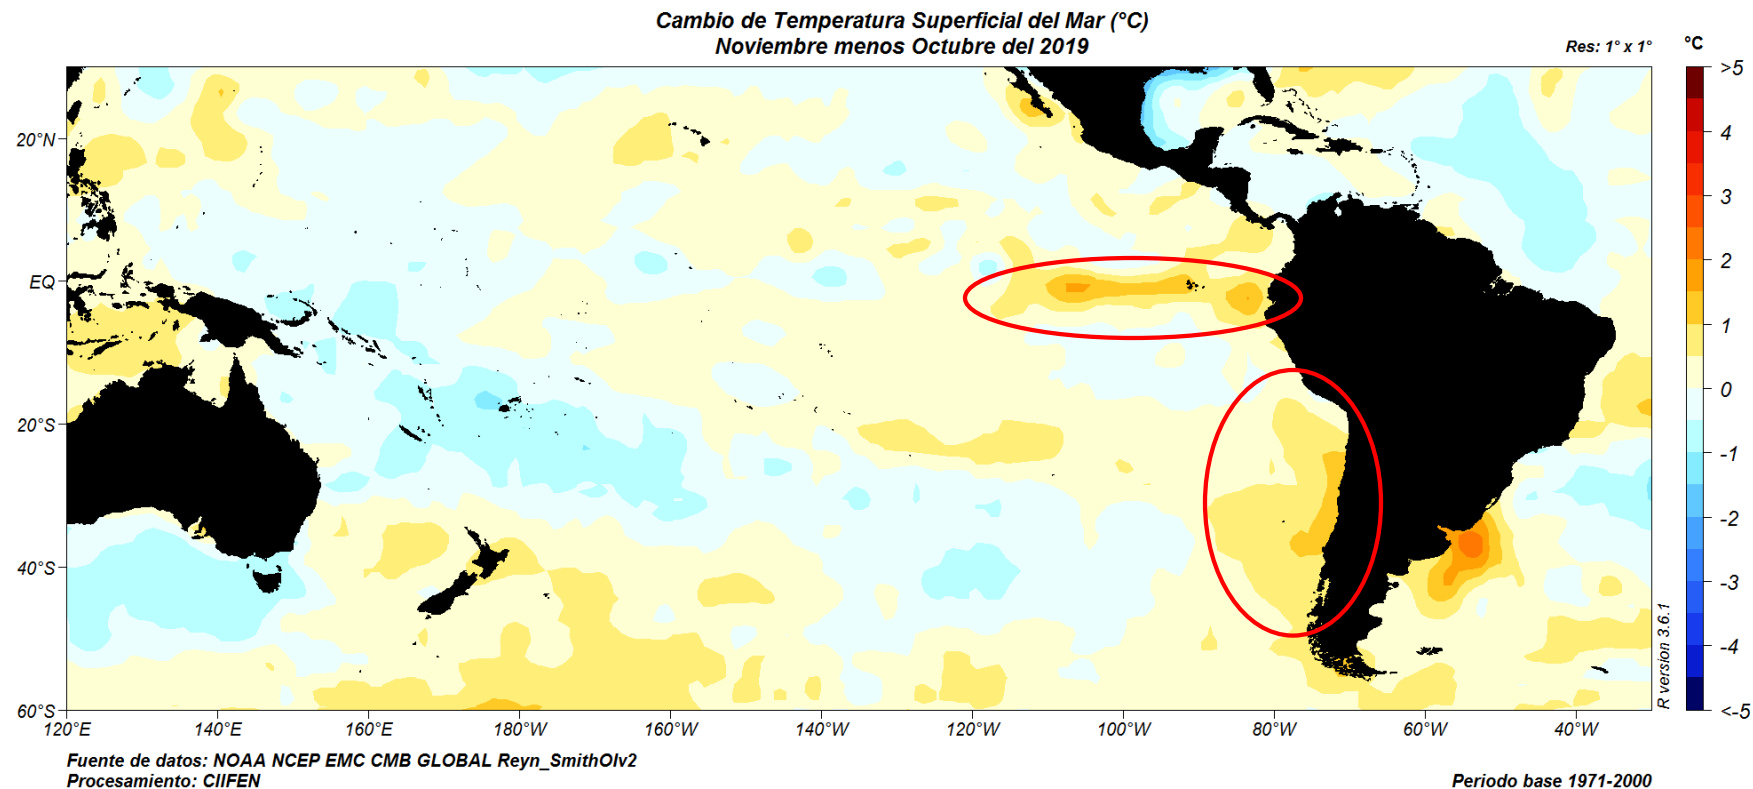 Cambio de Temperatura Superficial del Mar (°C)
Noviembre menos Octubre del 2019
Res: 1° x 1°
°C
>5
4
3
2
1
0
-1
-2
-3
-4
<-5
20°N
EQ
20°S
40°S
60°S
120°E
140°E
160°E
180°W
160°W
140°W
120°W
100°W
80°W
60°W
40°W
R version 3.6.1
Fuente de datos: NOAA NCEP EMC CMB GLOBAL Reyn_SmithOIv2
Procesamiento: CIIFEN
Periodo base 1971-2000